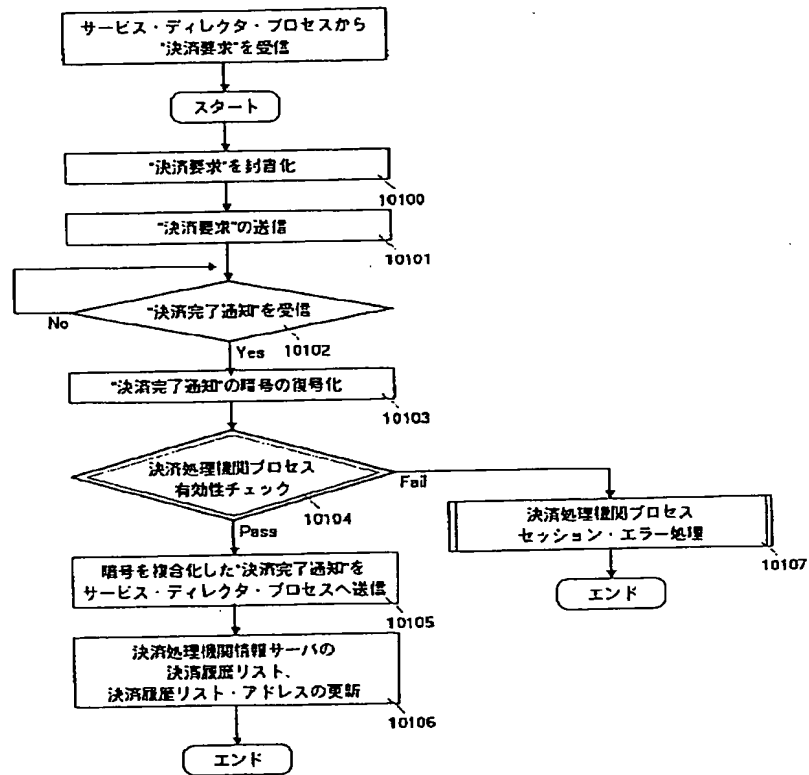 サービス・ディレクタ・プロセスから
"決済要求"を受信
スタート
"決済要求"を封書化
10100
"決済要求"の送信
10101
"決済完了通知"を受信
No
10102
Yes
"決済完了通知"の暗号の復号化
10103
決済処理機関プロセス
有効性チェック
Fail
10104
Pass
決済処理機関プロセス
セッション・エラー処理
10107
エンド
暗号を複合化した"決済完了通知"を
サービス・ディレクタ・プロセスへ送信
10105
決済処理機関情報サーバの
決済履歴リスト、
決済履歴リスト・アドレスの更新
10106
エンド